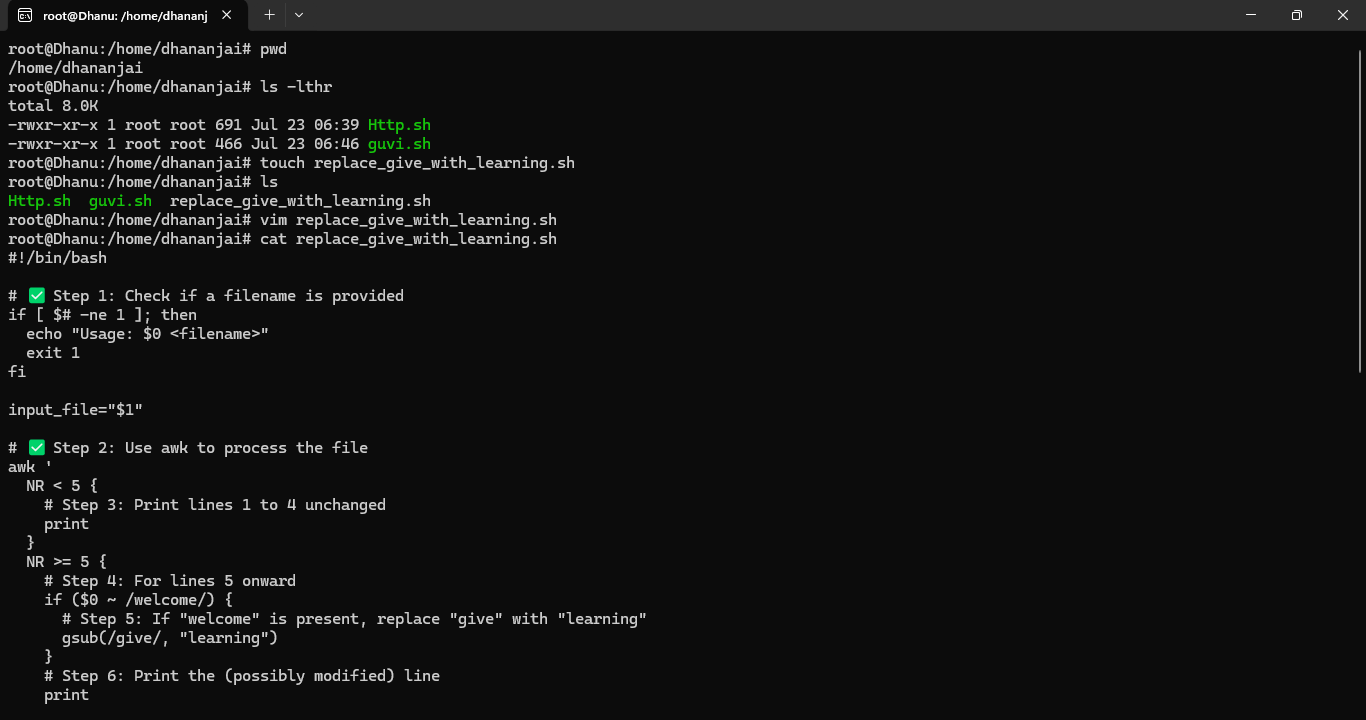 root@Dhanu: /home/dhananj
root@Dhanu:/home/dhananjai# pwd
/home/dhananjai
root@Dhanu:/home/dhananjai# ls -lthr
total 8.0K
-rwxr-xr-x 1 root root 691 Jul 23 06:39 Http.sh
-rwxr-xr-x 1 root root 466 Jul 23 06:46 guvi.sh
root@Dhanu:/home/dhananjai# touch replace_give_with_learning.sh
root@Dhanu:/home/dhananjai# ls
Http.sh  guvi.sh  replace_give_with_learning.sh
root@Dhanu:/home/dhananjai# vim replace_give_with_learning.sh
root@Dhanu:/home/dhananjai# cat replace_give_with_learning.sh
#!/bin/bash

# ✅ Step 1: Check if a filename is provided
if [ $# -ne 1 ]; then
  echo "Usage: $0 <filename>"
  exit 1
fi

input_file="$1"

# ✅ Step 2: Use awk to process the file
awk '
  NR < 5 {
    # Step 3: Print lines 1 to 4 unchanged
    print
  }
  NR >= 5 {
    # Step 4: For lines 5 onward
    if ($0 ~ /welcome/) {
      # Step 5: If "welcome" is present, replace "give" with "learning"
      gsub(/give/, "learning")
    }
    # Step 6: Print the (possibly modified) line
    print